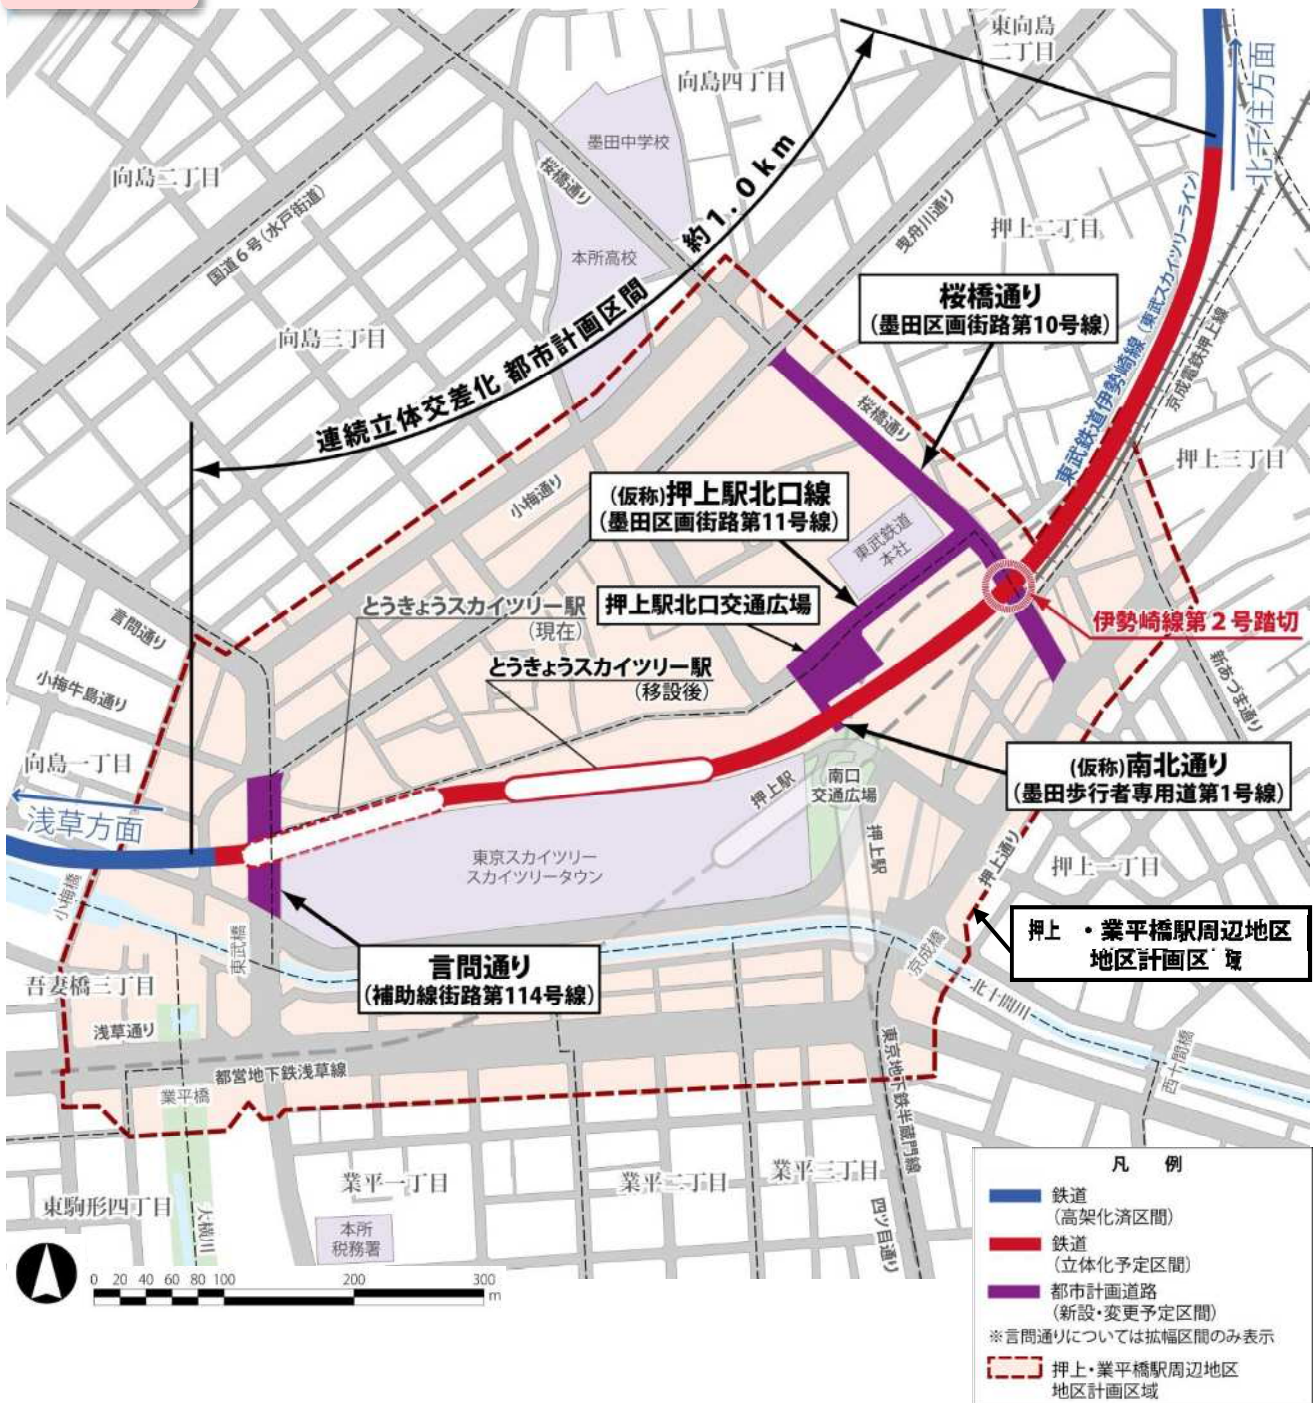 東向島
二丁目
向島四丁目
北千住方面
墨田中学校
桜橋通り
向島二丁目
国道6号(水戸街道)
約1.0km
曳舟川通り
押上二丁目
本所高校
桜橋通り
(墨田区画街路第10号線)
向島三丁目
連続立体交差化 都市計画区間
東武鉄道伊勢崎線(東武スカイツリーライン)
京成電鉄押上線
桜橋通り
押上三丁目
小梅通り
(仮称)押上駅北口線
(墨田区画街路第11号線)
東武鉄道
本社
とうきょうスカイツリー駅
(現在)
押上駅北口交通広場
伊勢崎線第2号踏切
言問通り
とうきょうスカイツリー駅
(移設後)
小梅牛島通り
新あづま通り
向島一丁目
(仮称)南北通り
(墨田歩行者専用道第1号線)
南口
交通広場
押上駅
浅草方面
東京スカイツリー
スカイツリータウン
押上駅
押上通り
押上一丁目
小梅橋
東武橋
押上 ・業平橋駅周辺地区
地区計画区 域
京成橋
言問通り
(補助線街路第114号線)
吾妻橋三丁目
北十間川
浅草通り
都営地下鉄浅草線
東京地下鉄半蔵門線
西十間橋
業平橋
業平一丁目
業平二丁目
業平三丁目
東駒形四丁目
大横川
本所
税務署
四ツ目通り
0 20 40 60 80 100 200 300
m
凡 例
鉄道
(高架化済区間)
鉄道
(立体化予定区間)
都市計画道路
(新設・変更予定区間)
※言問通りについては拡幅区間のみ表示
押上・業平橋駅周辺地区
地区計画区域